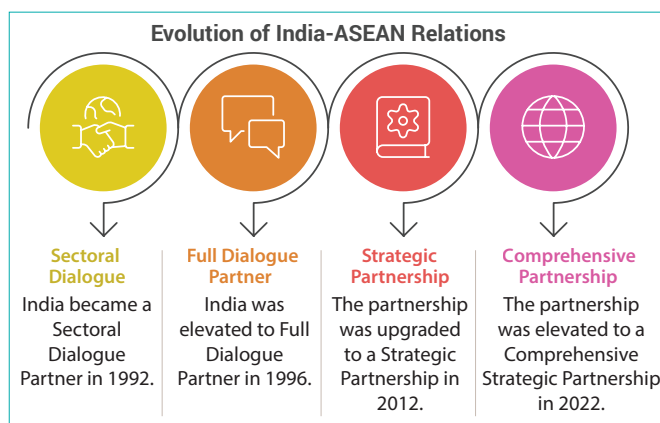 Evolution of India-ASEAN Relations
Sectoral
Dialogue
India became a
Sectoral
Dialogue
Partner in 1992.
Full Dialogue
Partner
India was
elevated to Full
Dialogue
Partner in 1996.
Strategic
Partnership
The partnership
was upgraded
to a Strategic
Partnership in
2012.
Comprehensive
Partnership
The partnership
was elevated to a
Comprehensive
Strategic Partnership
in 2022.